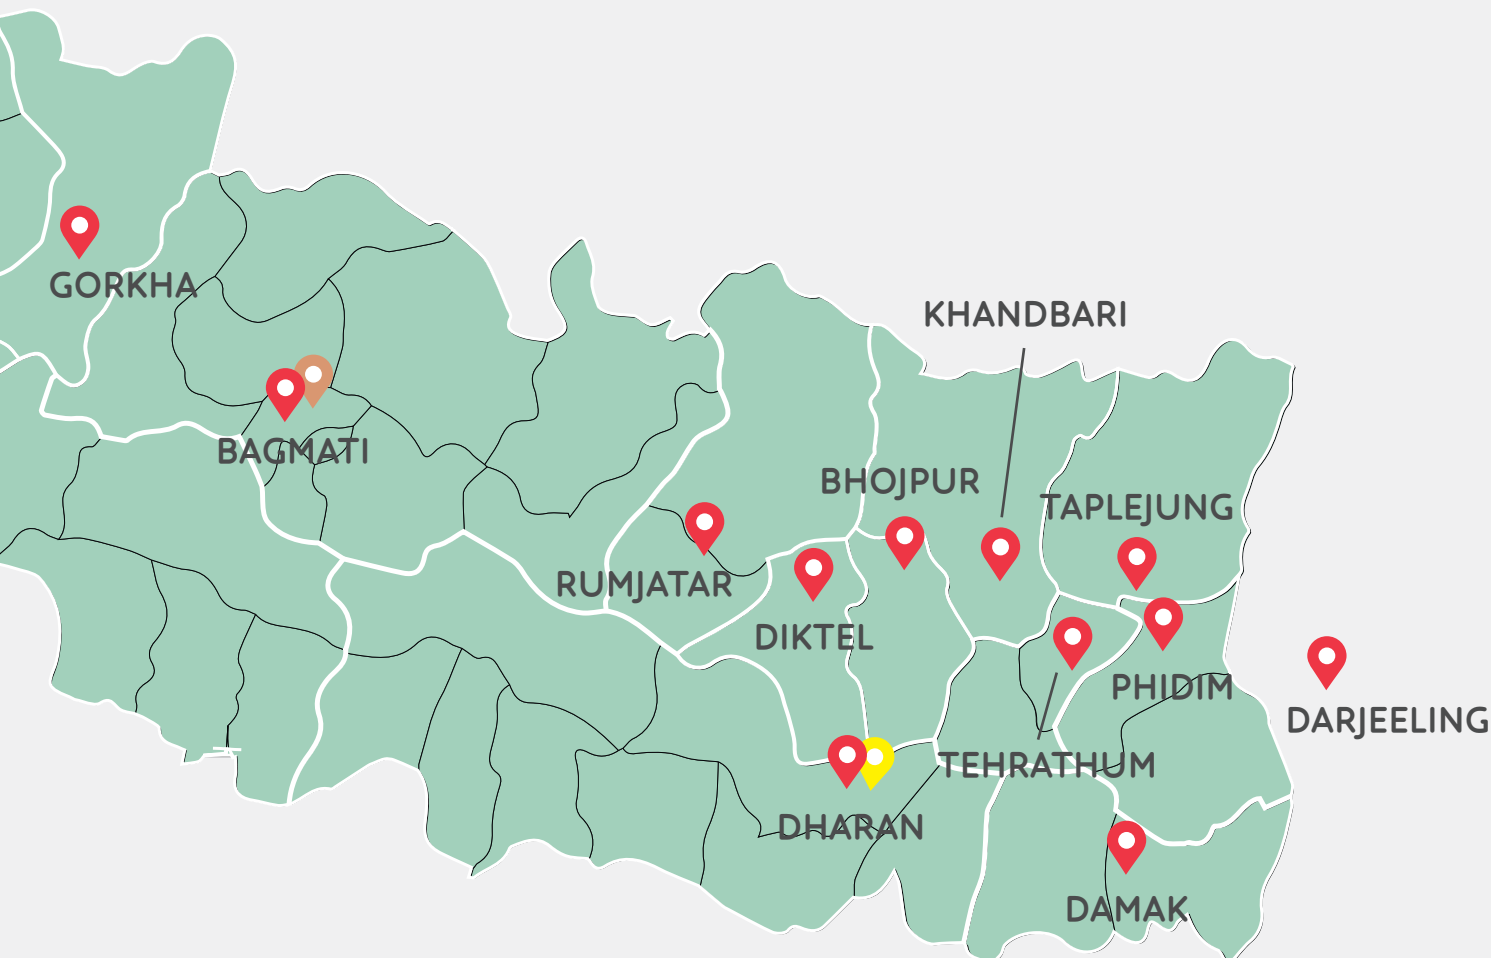 GORKHA
KHANDBARI
BAGMATI
BHOJPUR
TAPLEJUNG
RUMJATAR
DIKTEL
PHIDIM
DARJEELING
TEHRATHUM
DHARAN
DAMAK